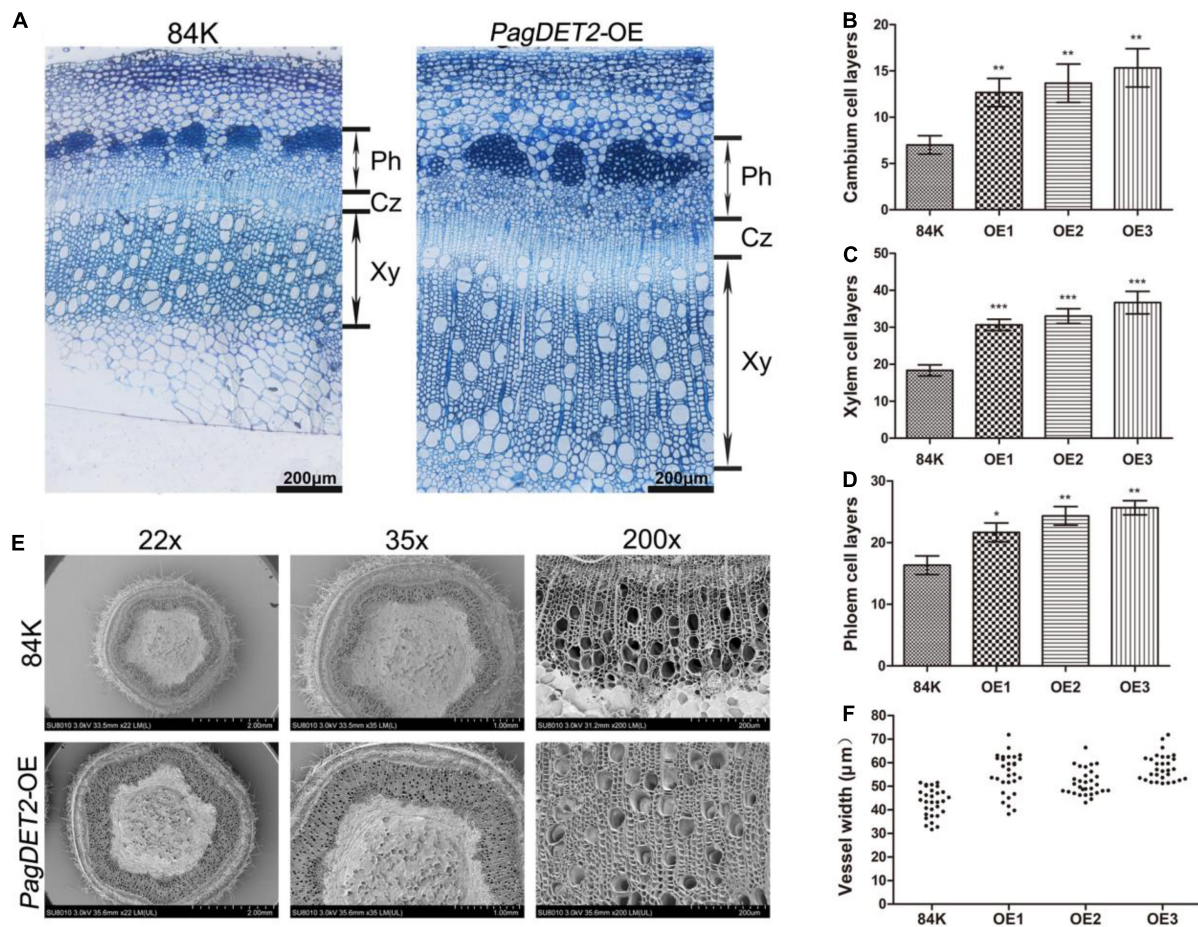 A
84K
PagDET2-OE
Ph
Cz
Xy
200μm
Ph
Cz
Xy
200μm
B
Cambium cell layers
20
15
10
5
0
**
**
**
84K OE1 OE2 OE3
C
Xylem cell layers
50
40
30
20
10
0
***
***
***
84K OE1 OE2 OE3
D
Phloem cell layers
30
20
10
0
*
**
**
84K OE1 OE2 OE3
E
22x 35x 200x
84K
SU8010 3.0kV 33.5mm x22 LM(L) 2.00mm
SU8010 3.0kV 33.5mm x35 LM(L) 1.00mm
SU8010 3.0kV 31.2mm x200 LM(L) 200um
PagDET2-OE
SU8010 3.0kV 35.6mm x22 LM(UL) 2.00mm
SU8010 3.0kV 35.6mm x35 LM(UL) 1.00mm
SU8010 3.0kV 35.6mm x200 LM(UL) 200um
F
Vessel width (μm）
80
70
60
50
40
30
20
10
0
84K OE1 OE2 OE3